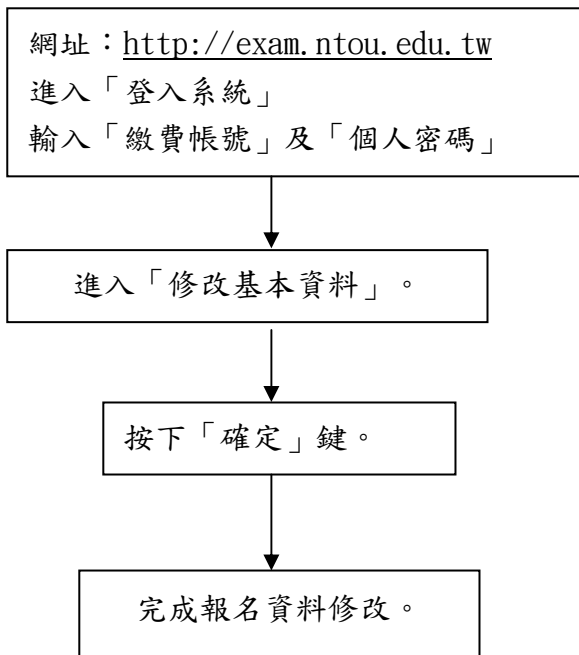 網址：http://exam.ntou.edu.tw
進入「登入系統」
輸入「繳費帳號」及「個人密碼」
進入「修改基本資料」。
按下「確定」鍵。
完成報名資料修改。